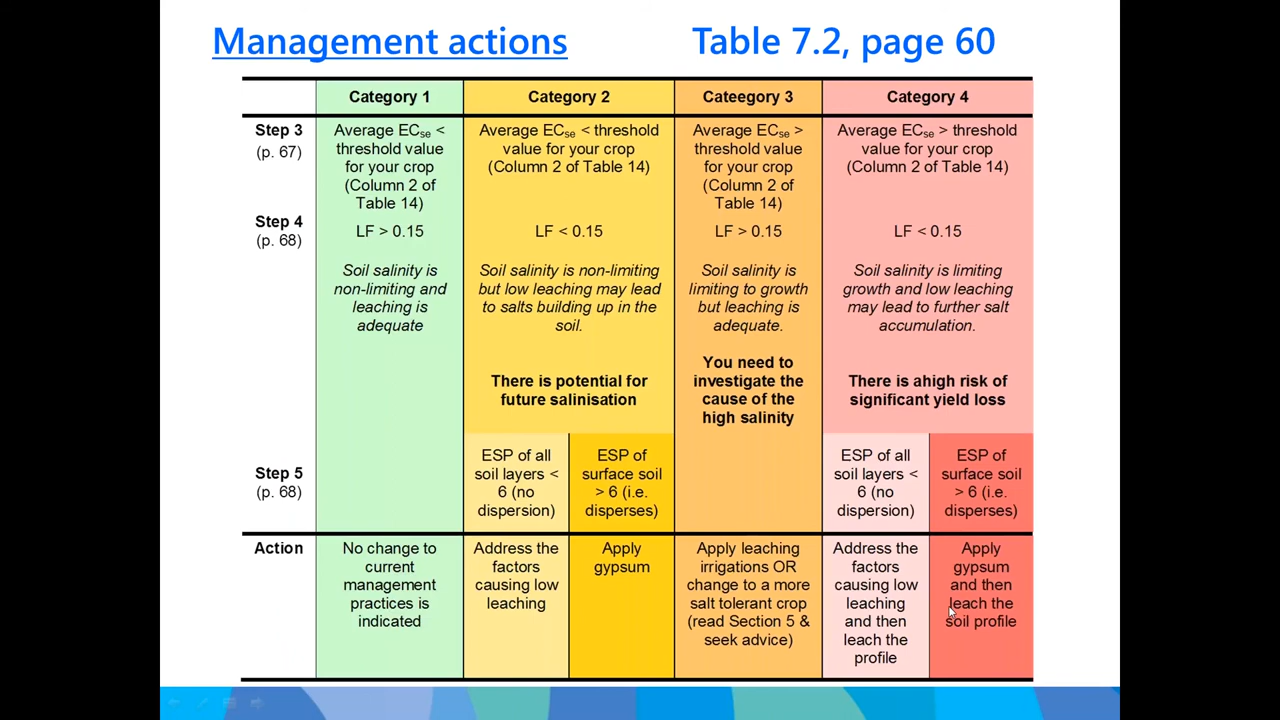 Management actions
Table 7.2, page 60
Category 1
Category 2
Cateegory 3
Category 4
Step 3
(p. 67)
Average ECse <
threshold value
for your crop
(Column 2 of
Table 14)
Average ECse < threshold
value for your crop
(Column 2 of Table 14)
Average ECse >
threshold value
for your crop
(Column 2 of
Table 14)
Average ECse > threshold
value for your crop
(Column 2 of Table 14)
Step 4
(p. 68)
LF > 0.15
LF < 0.15
LF > 0.15
LF < 0.15
Soil salinity is
non-limiting and
leaching is
adequate
Soil salinity is non-limiting
but low leaching may lead
to salts building up in the
soil.
Soil salinity is
limiting to growth
but leaching is
adequate.
Soil salinity is limiting
growth and low leaching
may lead to further salt
accumulation.
There is potential for
future salinisation
You need to
investigate the
cause of the
high salinity
There is ahigh risk of
significant yield loss
Step 5
(p. 68)
ESP of all
soil layers <
6 (no
dispersion)
ESP of
surface soil
> 6 (i.e.
disperses)
ESP of all
soil layers <
6 (no
dispersion)
ESP of
surface soil
> 6 (i.e.
disperses)
Action
No change to
current
management
practices is
indicated
Address the
factors
causing low
leaching
Apply
gypsum
Apply leaching
irrigations OR
change to a more
salt tolerant crop
(read Section 5 &
seek advice)
Address the
factors
causing low
leaching
and then
leach the
profile
Apply
gypsum
and then
leach the
soil profile